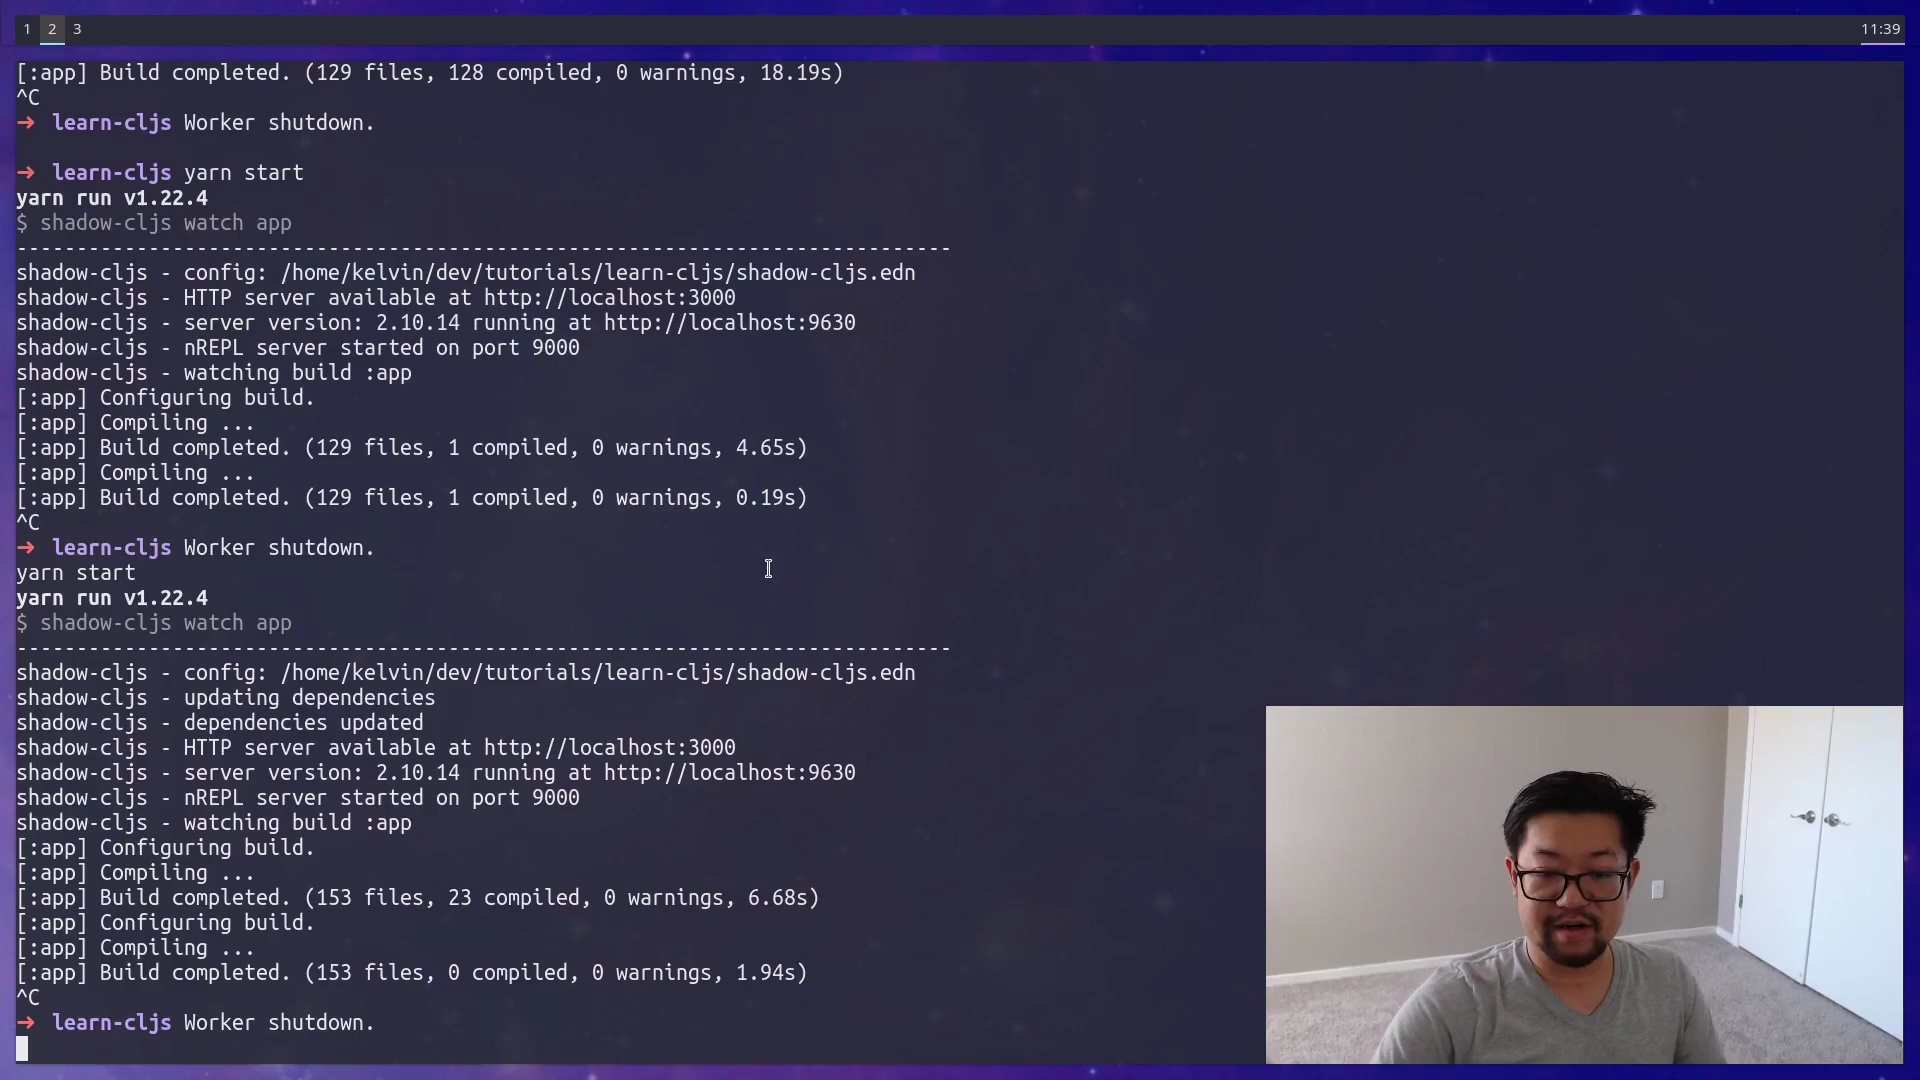 1 2 3 11:39
[:app] Build completed. (129 files, 128 compiled, 0 warnings, 18.19s)
^C
➜ learn-cljs Worker shutdown.
➜ learn-cljs yarn start
yarn run v1.22.4
$ shadow-cljs watch app
------------------------------------------------------------------------------
shadow-cljs - config: /home/kelvin/dev/tutorials/learn-cljs/shadow-cljs.edn
shadow-cljs - HTTP server available at http://localhost:3000
shadow-cljs - server version: 2.10.14 running at http://localhost:9630
shadow-cljs - nREPL server started on port 9000
shadow-cljs - watching build :app
[:app] Configuring build.
[:app] Compiling ...
[:app] Build completed. (129 files, 1 compiled, 0 warnings, 4.65s)
[:app] Compiling ...
[:app] Build completed. (129 files, 1 compiled, 0 warnings, 0.19s)
^C
➜ learn-cljs Worker shutdown.
yarn start
yarn run v1.22.4
$ shadow-cljs watch app
------------------------------------------------------------------------------
shadow-cljs - config: /home/kelvin/dev/tutorials/learn-cljs/shadow-cljs.edn
shadow-cljs - updating dependencies
shadow-cljs - dependencies updated
shadow-cljs - HTTP server available at http://localhost:3000
shadow-cljs - server version: 2.10.14 running at http://localhost:9630
shadow-cljs - nREPL server started on port 9000
shadow-cljs - watching build :app
[:app] Configuring build.
[:app] Compiling ...
[:app] Build completed. (153 files, 23 compiled, 0 warnings, 6.68s)
[:app] Configuring build.
[:app] Compiling ...
[:app] Build completed. (153 files, 0 compiled, 0 warnings, 1.94s)
^C
➜ learn-cljs Worker shutdown.